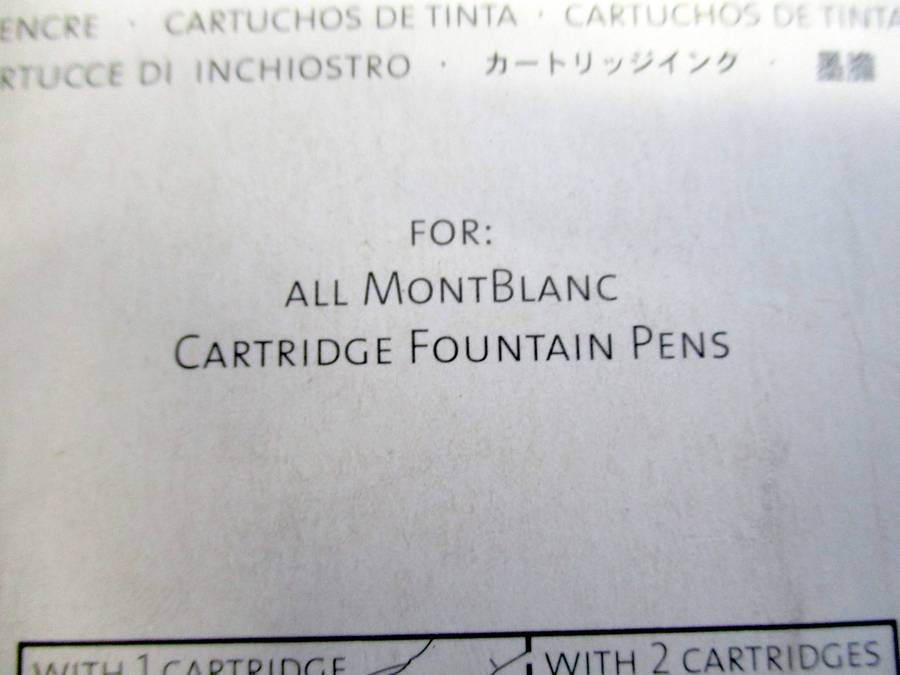 ENCRE · CARTUCHOS DE TINTA · CARTUCHOS DE TINTA
RTUCCE DI INCHIOSTRO · カートリッジインク ·
FOR:
ALL MONTBLANC
CARTRIDGE FOUNTAIN PENS
WITH 1 CARTRIDGE
WITH 2 CARTRIDGES